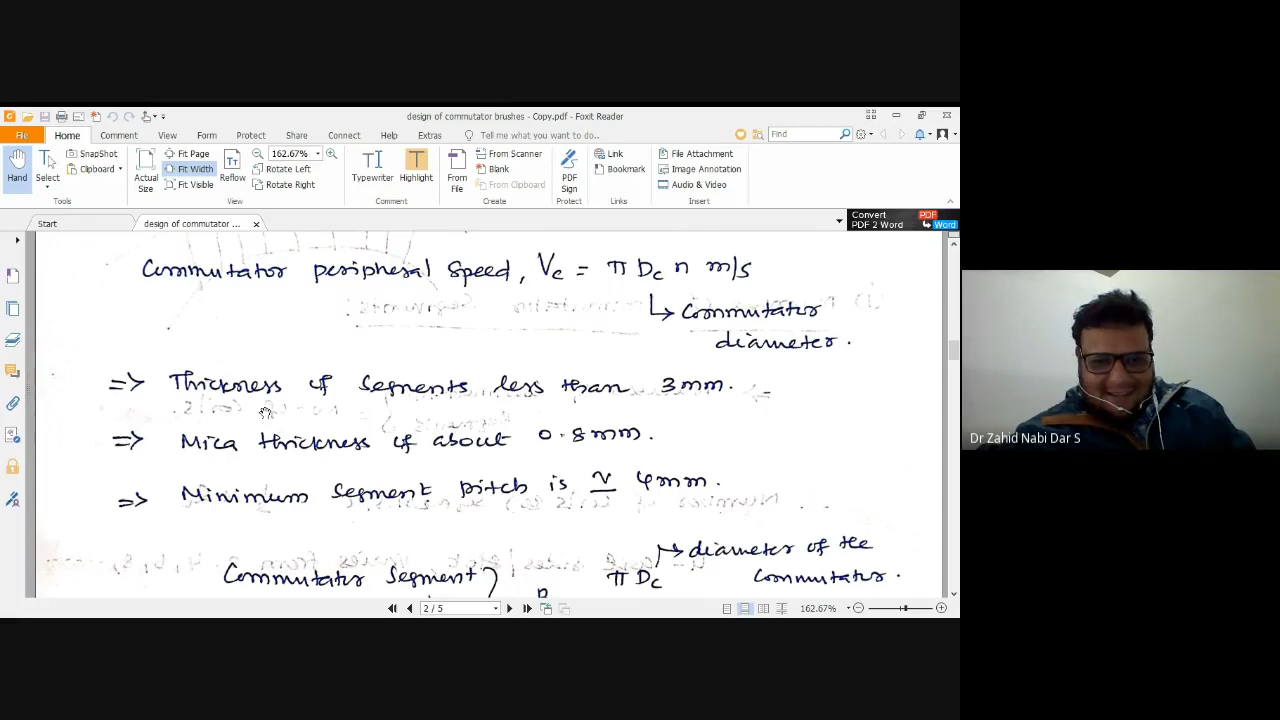 design of commutator brushes - Copy.pdf - Foxit Reader
File Home Comment View Form Protect Share Connect Help Extras Tell me what you want to do.. Find
Hand
Select
SnapShot
Clipboard
Tools
Actual Size
Fit Page
Fit Width
Fit Visible
Reflow
162.67%
Rotate Left
Rotate Right
View
Typewriter
Highlight
Comment
From File
From Scanner
Blank
From Clipboard
Create
PDF Sign
Protect
Link
Bookmark
Links
File Attachment
Image Annotation
Audio & Video
Insert
Start
design of commutator ...
Convert PDF
PDF 2 Word Word
Commutator peripheral speed, Vc = π Dc n m/s
↳ Commutator
diameter.
=> Thickness of segments less than 3mm.
=> Mica thickness of about 0.8mm.
=> Minimum segment pitch is ~ 4mm.
→ diameter of the
Commutator segment π Dc Commutator.
2 / 5
162.67%
Dr Zahid Nabi Dar S